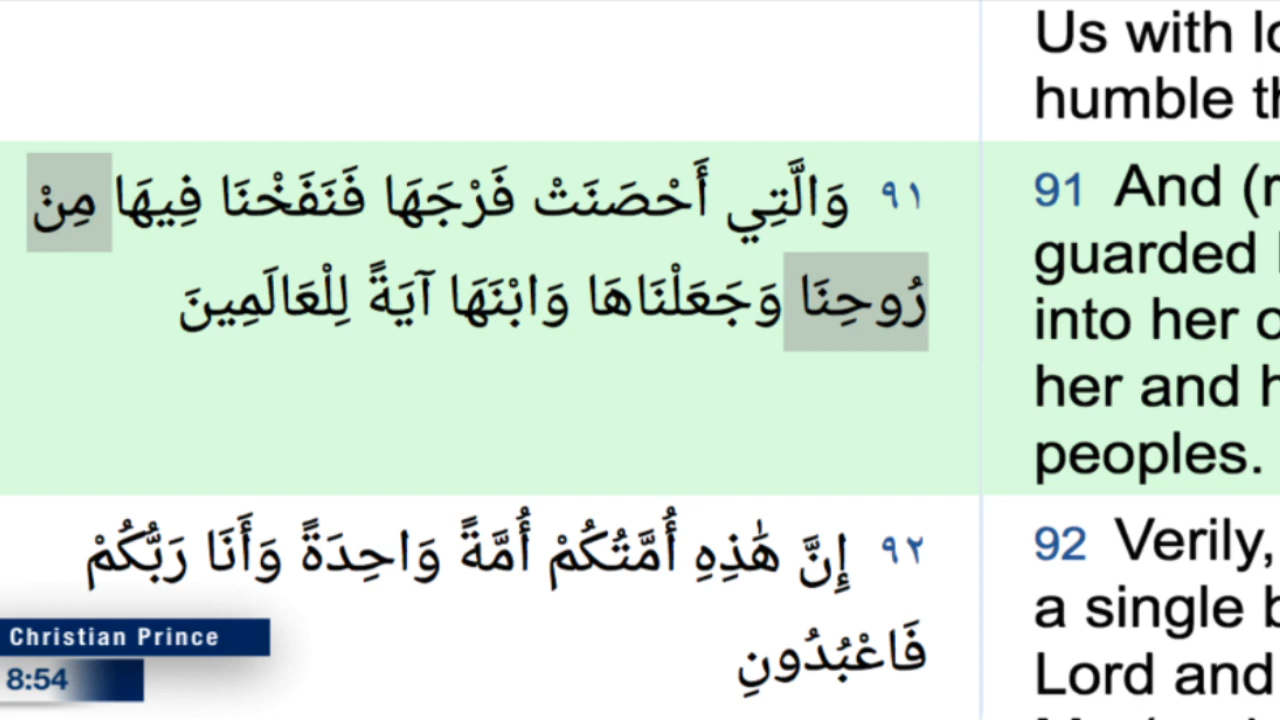 Us with lo
humble th
٩١ وَالَّتِي أَحْصَنَتْ فَرْجَهَا فَنَفَخْنَا فِيهَا مِنْ
رُوحِنَا وَجَعَلْنَاهَا وَابْنَهَا آيَةً لِلْعَالَمِينَ
91 And (r
guarded
into her o
her and h
peoples.
٩٢ إِنَّ هَٰذِهِ أُمَّتُكُمْ أُمَّةً وَاحِدَةً وَأَنَا رَبُّكُمْ
فَاعْبُدُونِ
92 Verily,
a single b
Lord and
Christian Prince
8:54